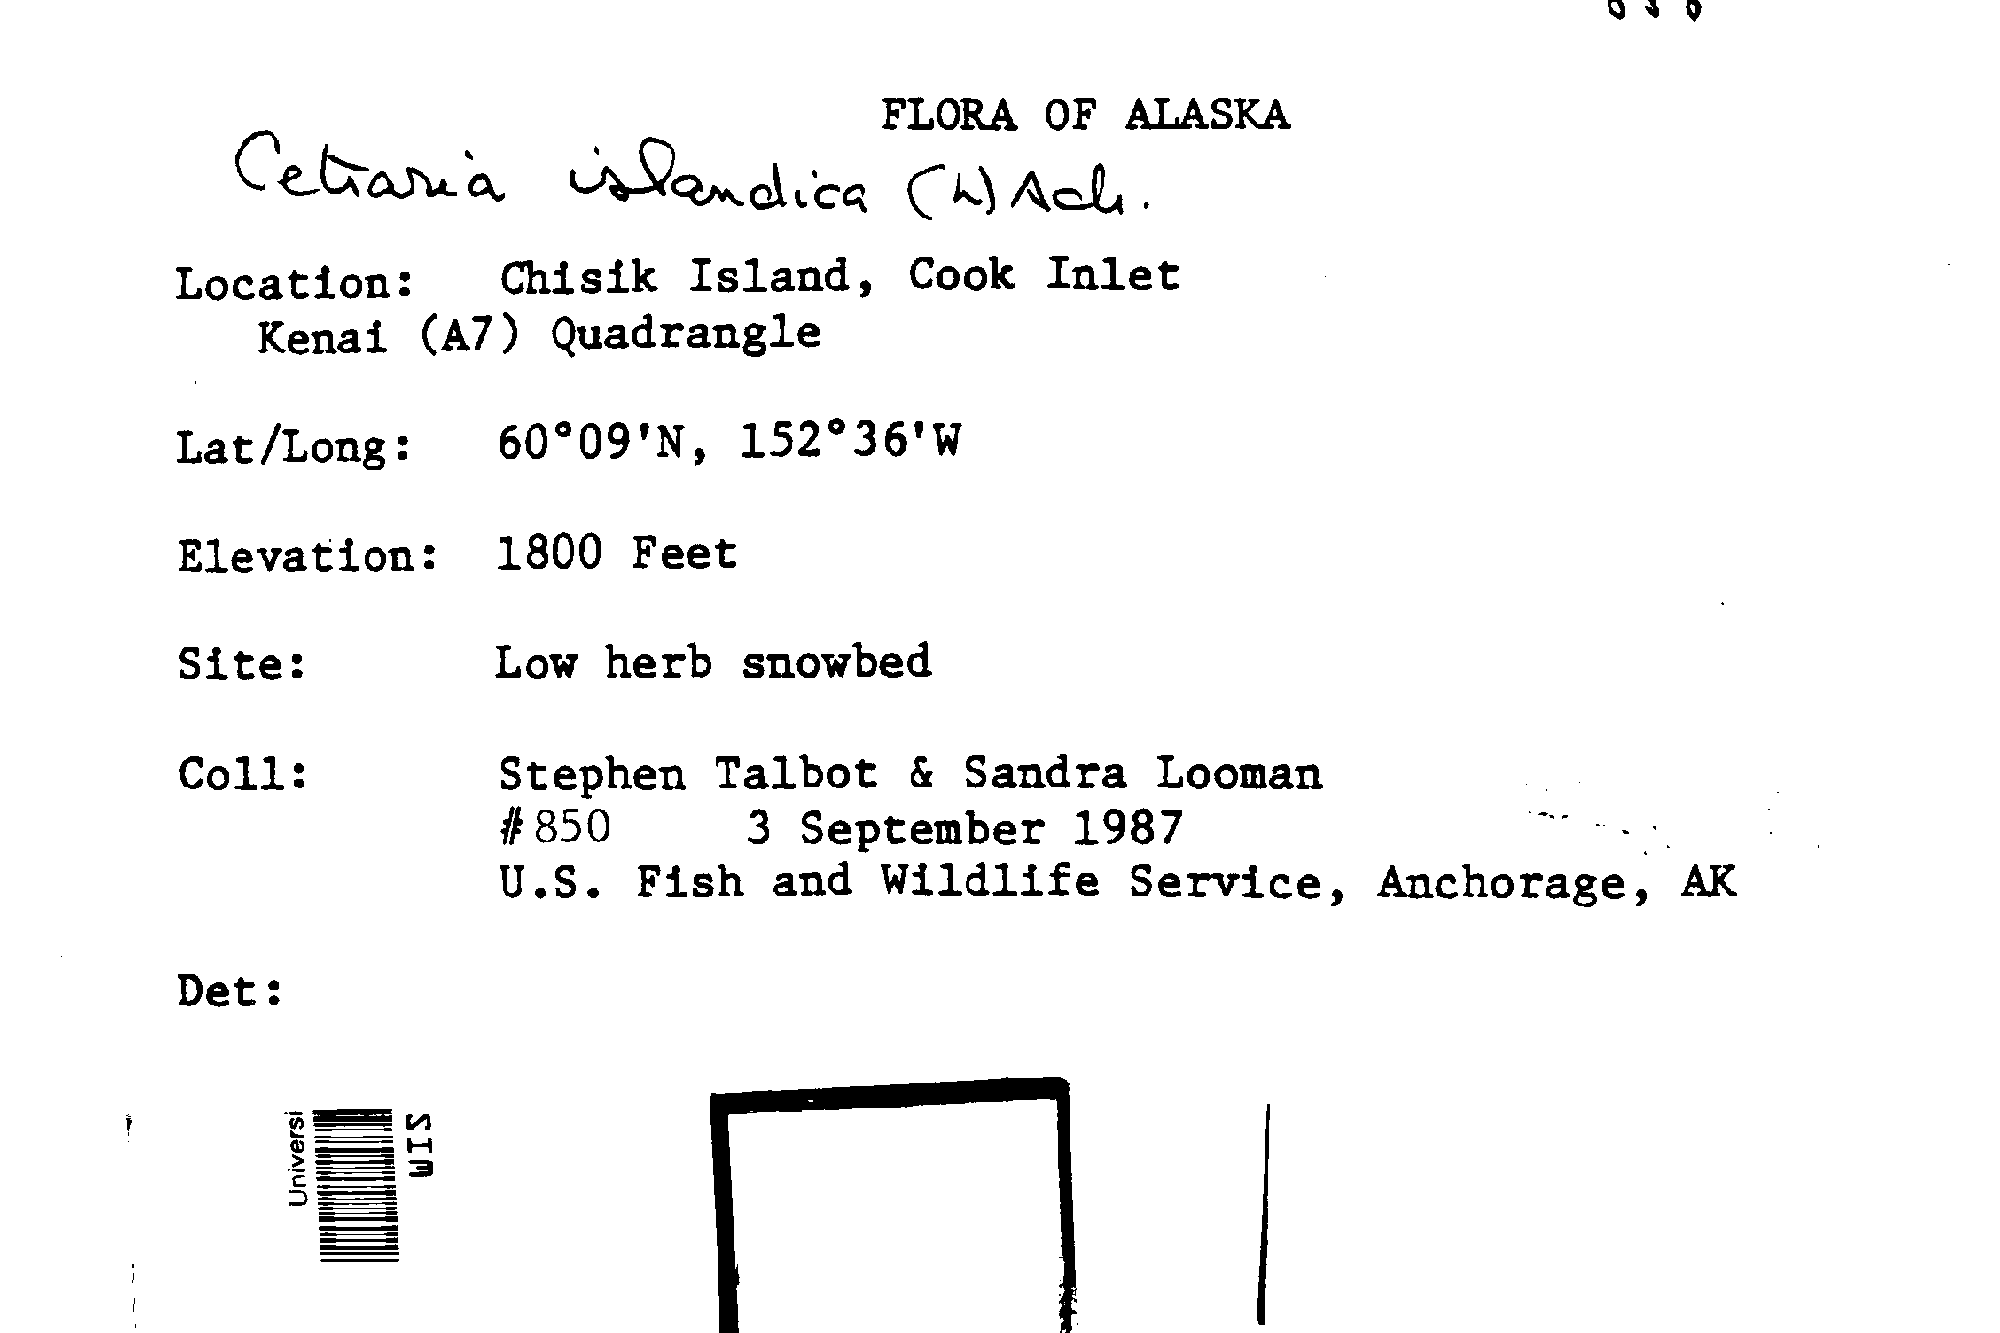 FLORA OF ALASKA
Cetraria islandica (L) Ach.
Location: Chisik Island, Cook Inlet
Kenai (A7) Quadrangle
Lat/Long: 60°09'N, 152°36'W
Elevation: 1800 Feet
Site: Low herb snowbed
Coll: Stephen Talbot & Sandra Looman
#850 3 September 1987
U.S. Fish and Wildlife Service, Anchorage, AK
Det:
Universi
WIS